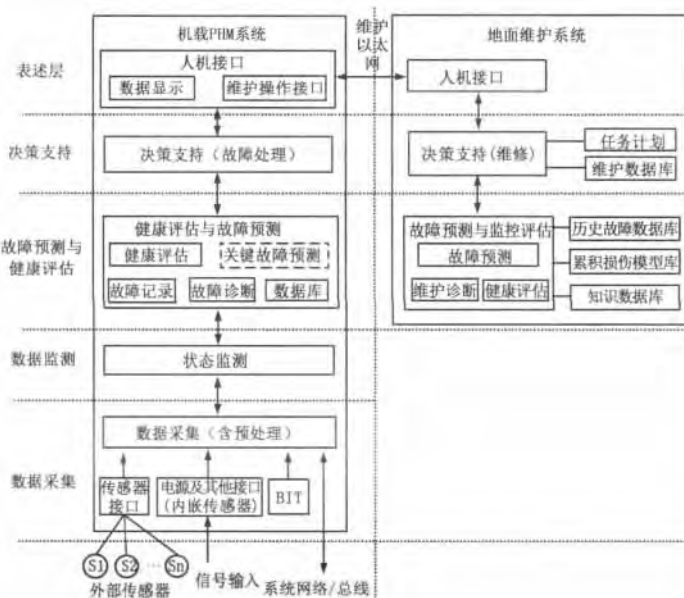 机载PHM系统
维护
以太
网
地面维护系统
表述层
人机接口
数据显示
维护操作接口
人机接口
决策支持
决策支持(故障处理)
决策支持(维修)
任务计划
维护数据库
故障预测与
健康评估
健康评估与故障预测
健康评估
关键故障预测
故障记录
故障诊断
数据库
故障预测与监控评估
故障预测
维护诊断
健康评估
历史故障数据库
累积损伤模型库
知识数据库
数据监测
状态监测
数据采集(含预处理)
数据采集
传感器
接口
电源及其他接口
(内嵌传感器)
BIT
S1
S2
...
Sn
外部传感器
信号输入
系统网络/总线